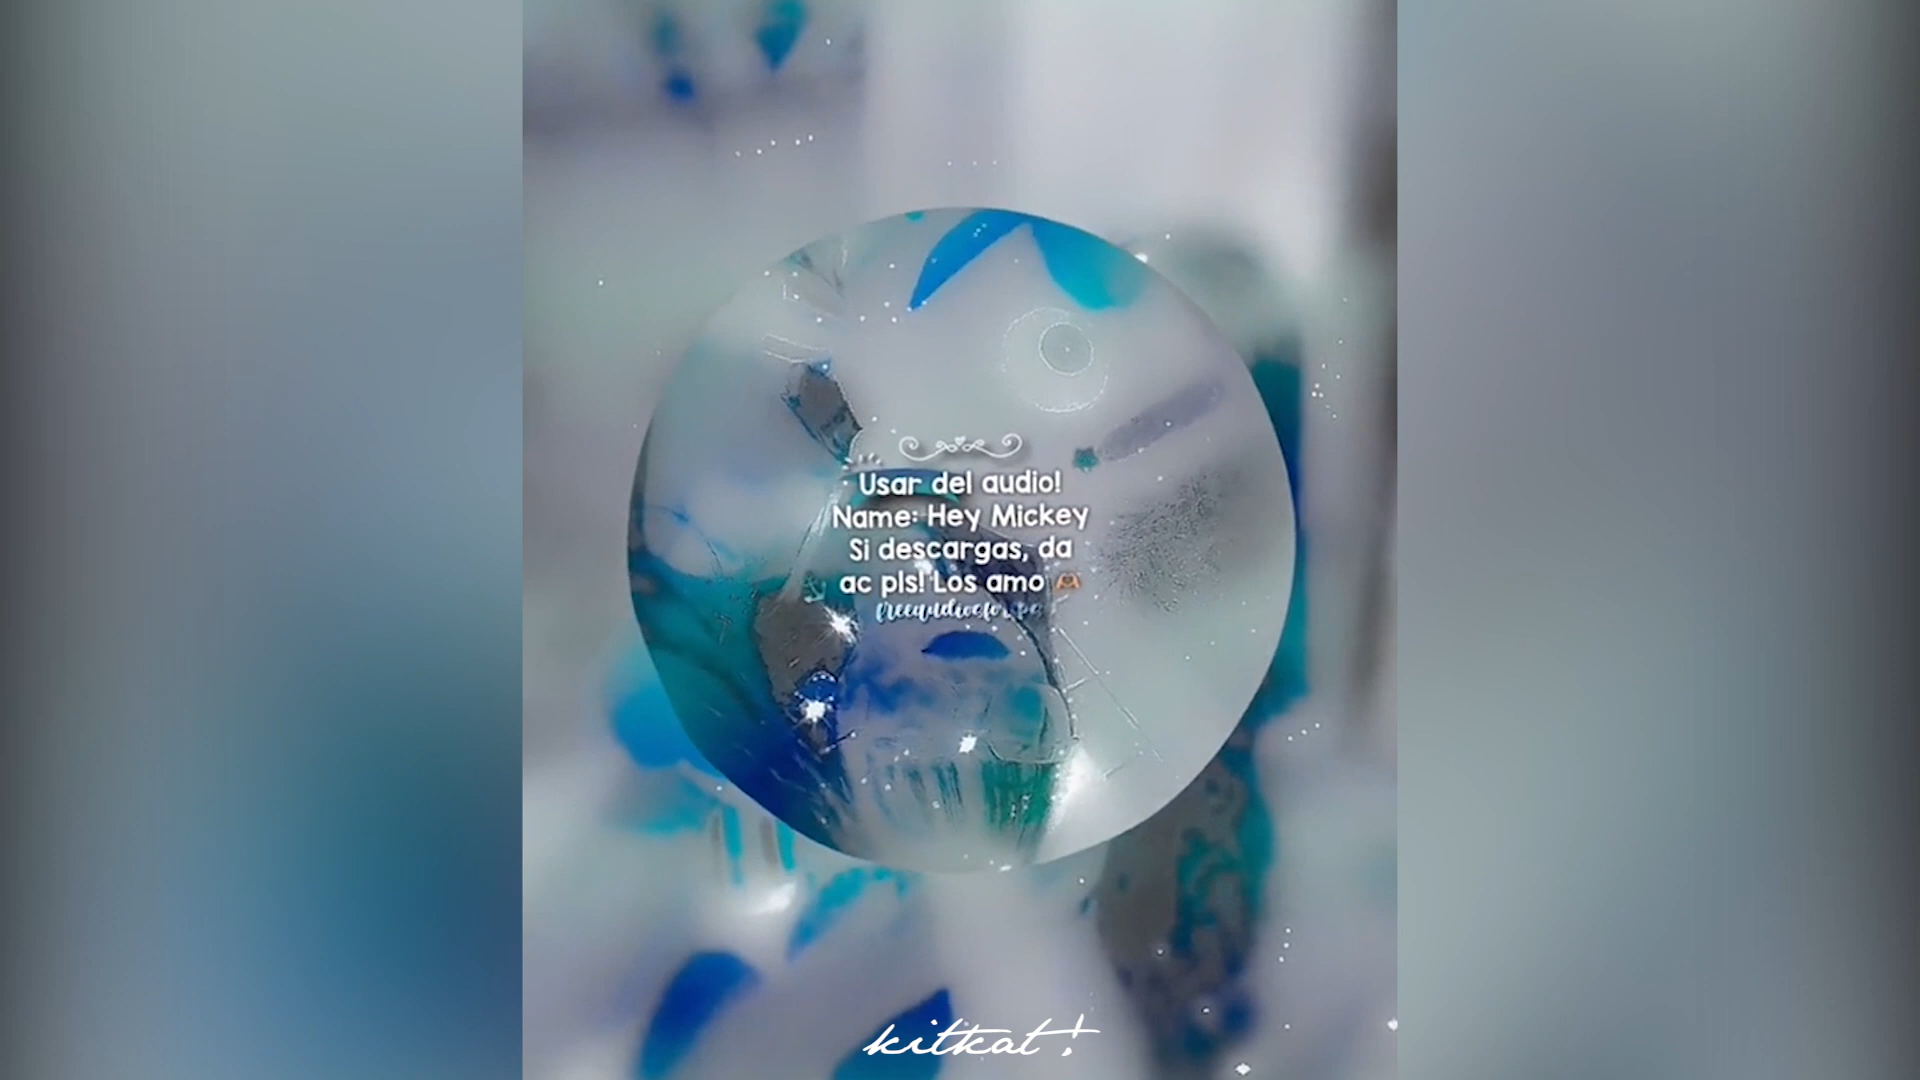 Usar del audio!
Name: Hey Mickey
Si descargas, da
ac pls! Los amo 🫶🏽
kitkat!